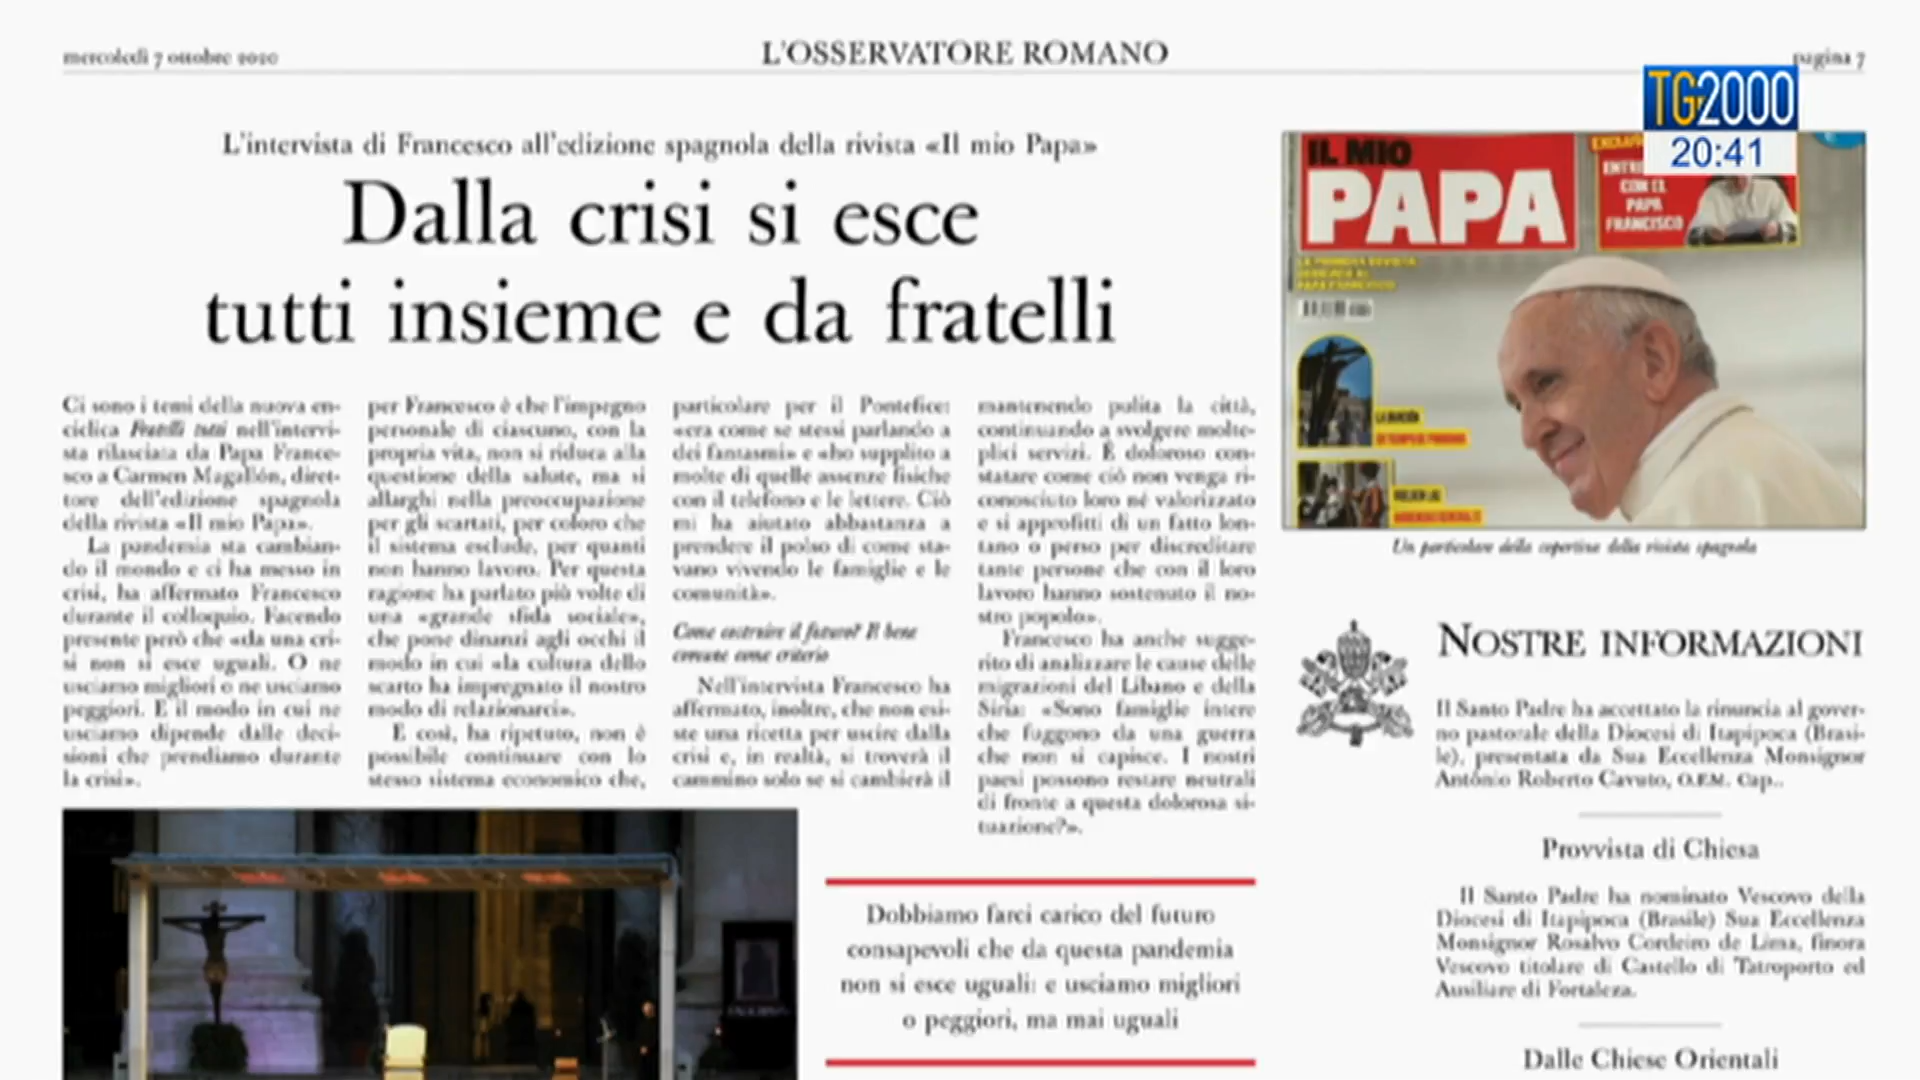 mercoledì 7 ottobre 2020
L'OSSERVATORE ROMANO
pagina 7
TG2000
20:41
L'intervista di Francesco all'edizione spagnola della rivista «Il mio Papa»
Dalla crisi si esce
tutti insieme e da fratelli
Ci sono i temi della nuova en-
ciclica Fratelli tutti nell'intervi-
sta rilasciata da Papa France-
sco a Carmen Magallón, diret-
tore dell'edizione spagnola
della rivista «Il mio Papa».
La pandemia sta cambian-
do il mondo e ci ha messo in
crisi, ha affermato Francesco
durante il colloquio. Facendo
presente però che «da una cri-
si non si esce uguali. O ne
usciamo migliori o ne usciamo
peggiori. E il modo in cui ne
usciamo dipende dalle deci-
sioni che prendiamo durante
la crisi».
per Francesco è che l'impegno
personale di ciascuno, con la
propria vita, non si riduca alla
questione della salute, ma si
allarghi nella preoccupazione
per gli scartati, per coloro che
il sistema esclude, per quanti
non hanno lavoro. Per questa
ragione ha parlato più volte di
una «grande sfida sociale»,
che pone dinanzi agli occhi il
modo in cui «la cultura dello
scarto ha impregnato il nostro
modo di relazionarci».
E così, ha ripetuto, non è
possibile continuare con lo
stesso sistema economico che,
particolare per il Pontefice:
«era come se stessi parlando a
dei fantasmi» e «ho supplito a
molte di quelle assenze fisiche
con il telefono e le lettere. Ciò
mi ha aiutato abbastanza a
prendere il polso di come sta-
vano vivendo le famiglie e le
comunità».
Come costruire il futuro? Il bene
comune come criterio
Nell'intervista Francesco ha
affermato, inoltre, che non esi-
ste una ricetta per uscire dalla
crisi e, in realtà, si troverà il
cammino solo se si cambierà il
mantenendo pulita la città,
continuando a svolgere molte-
plici servizi. È doloroso con-
statare come ciò non venga ri-
conosciuto loro né valorizzato
e si approfitti di un fatto lon-
tano o perso per discreditare
tante persone che con il loro
lavoro hanno sostenuto il no-
stro popolo».
Francesco ha anche sugge-
rito di analizzare le cause delle
migrazioni del Libano e della
Siria: «Sono famiglie intere
che fuggono da una guerra
che non si capisce. I nostri
paesi possono restare neutrali
di fronte a questa dolorosa si-
tuazione?».
Dobbiamo farci carico del futuro
consapevoli che da questa pandemia
non si esce uguali: e usciamo migliori
o peggiori, ma mai uguali
IL MIO
PAPA
CON EL
PAPA
FRANCISCO
LA PRIMERA REVISTA
DEDICADA AL
PAPA FRANCISCO
Un particolare della copertina della rivista spagnola
NOSTRE INFORMAZIONI
Il Santo Padre ha accettato la rinuncia al gover-
no pastorale della Diocesi di Itapipoca (Brasi-
le), presentata da Sua Eccellenza Monsignor
Antônio Roberto Cavuto, O.F.M. Cap..
Provvista di Chiesa
Il Santo Padre ha nominato Vescovo della
Diocesi di Itapipoca (Brasile) Sua Eccellenza
Monsignor Rosalvo Cordeiro de Lima, finora
Vescovo titolare di Castello di Tatroporto ed
Ausiliare di Fortaleza.
Dalle Chiese Orientali